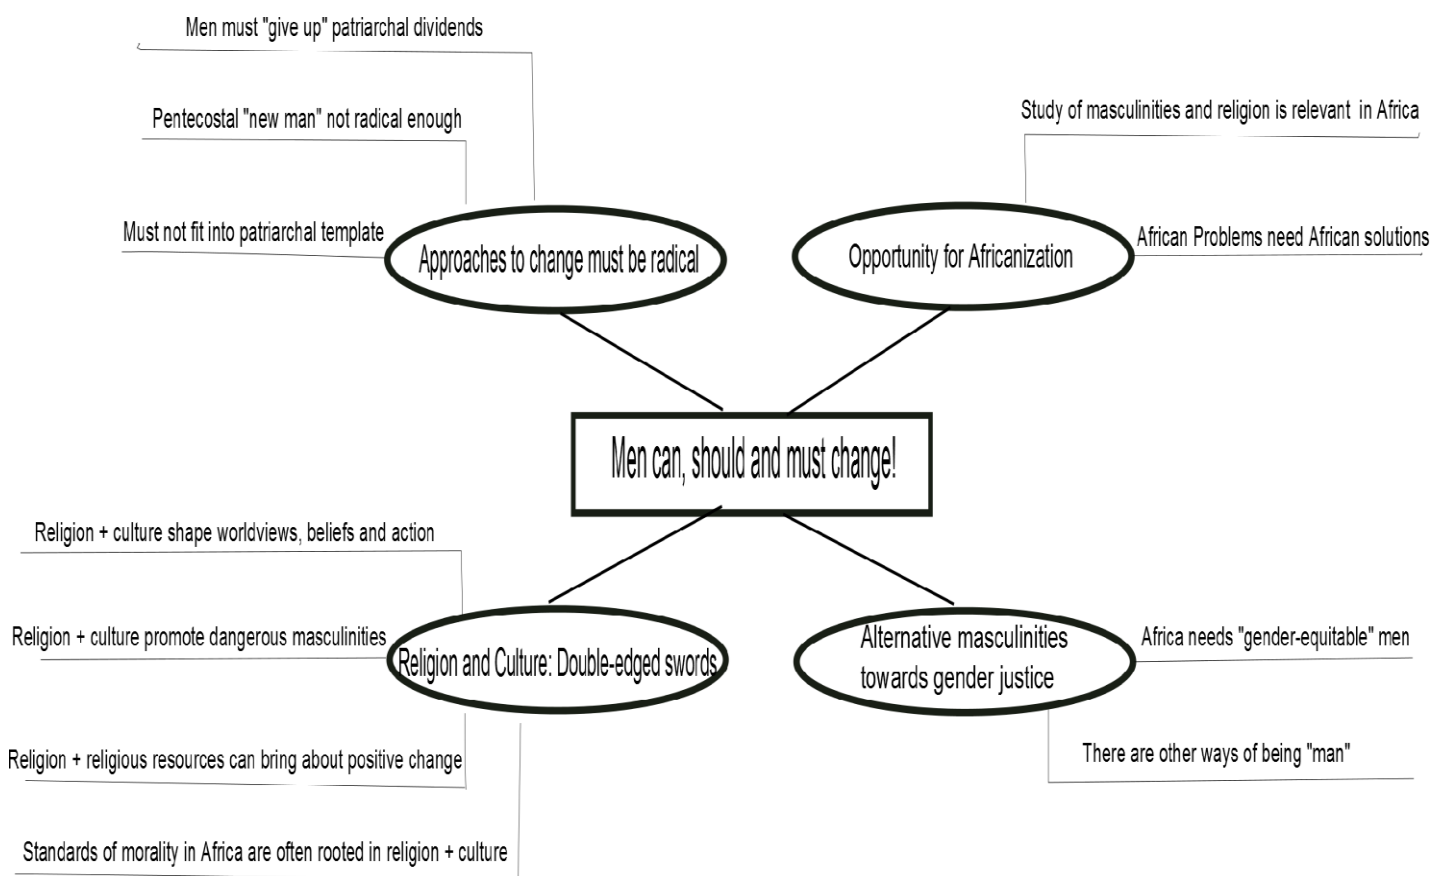 Men must "give up" patriarchal dividends
Pentecostal "new man" not radical enough
Must not fit into patriarchal template
Approaches to change must be radical
Study of masculinities and religion is relevant in Africa
African Problems need African solutions
Opportunity for Africanization
Men can, should and must change!
Religion + culture shape worldviews, beliefs and action
Religion + culture promote dangerous masculinities
Religion and Culture: Double-edged swords
Religion + religious resources can bring about positive change
Standards of morality in Africa are often rooted in religion + culture
Alternative masculinities
towards gender justice
Africa needs "gender-equitable" men
There are other ways of being "man"